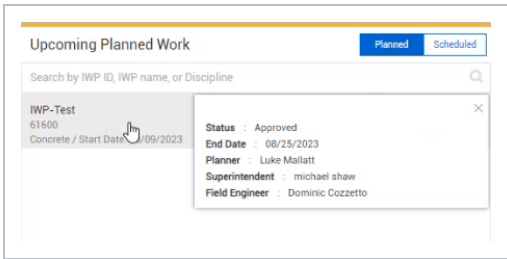 Upcoming Planned Work
Planned
Scheduled
Search by IWP ID, IWP name, or Discipline
IWP-Test
61600
Concrete / Start Date /09/2023
Status : Approved
End Date : 08/25/2023
Planner : Luke Mallatt
Superintendent : michael shaw
Field Engineer : Dominic Cozzetto